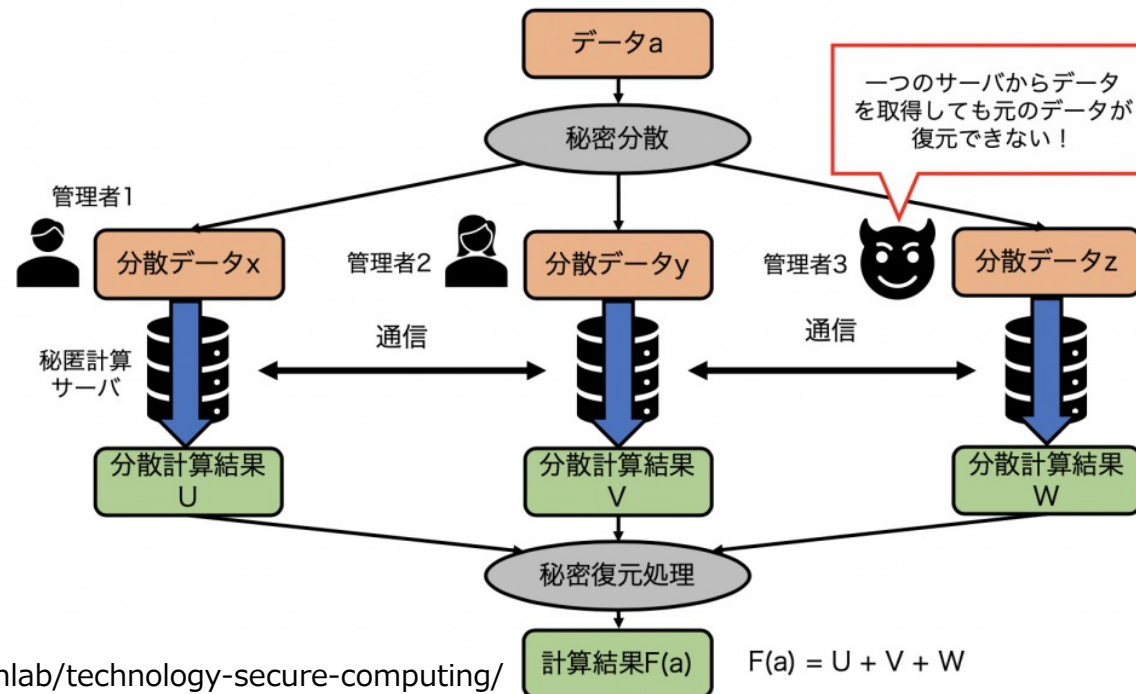 データa
一つのサーバからデータ
を取得しても元のデータが
復元できない！
秘密分散
管理者1
分散データx
管理者2
分散データy
管理者3
分散データz
秘匿計算
サーバ
通信
通信
分散計算結果
U
分散計算結果
V
分散計算結果
W
秘密復元処理
計算結果F(a)
F(a) = U + V + W
nlab/technology-secure-computing/